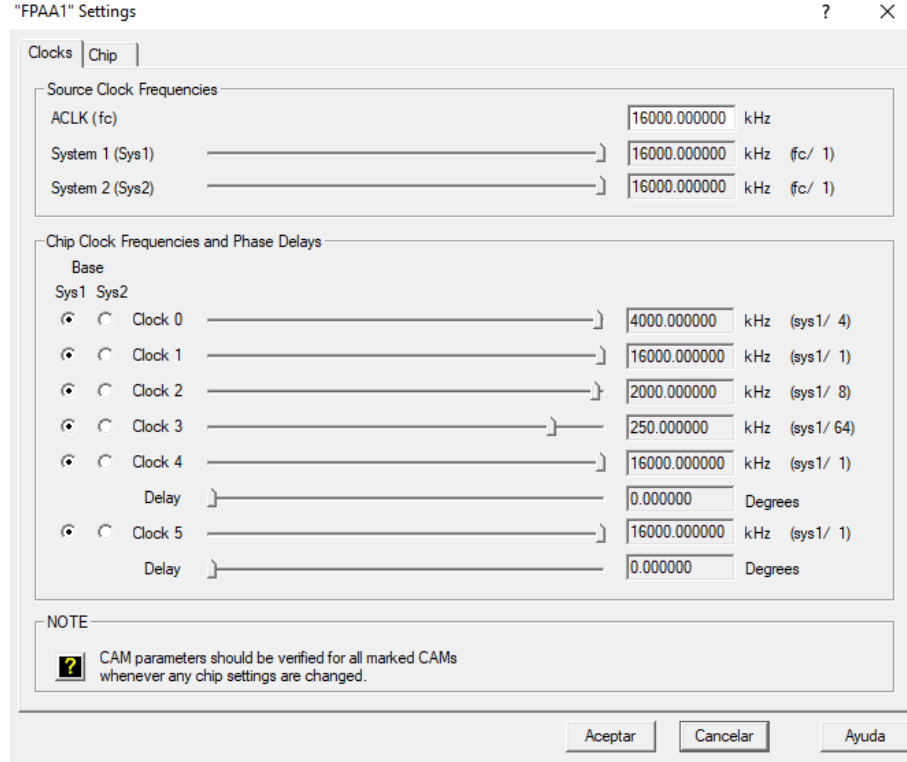 "FPAA1" Settings ? ×
Clocks Chip
Source Clock Frequencies
ACLK (fc) 16000.000000 kHz
System 1 (Sys1) 16000.000000 kHz (fc/ 1)
System 2 (Sys2) 16000.000000 kHz (fc/ 1)
Chip Clock Frequencies and Phase Delays
Base
Sys1 Sys2
Clock 0 4000.000000 kHz (sys1/ 4)
Clock 1 16000.000000 kHz (sys1/ 1)
Clock 2 2000.000000 kHz (sys1/ 8)
Clock 3 250.000000 kHz (sys1/ 64)
Clock 4 16000.000000 kHz (sys1/ 1)
Delay 0.000000 Degrees
Clock 5 16000.000000 kHz (sys1/ 1)
Delay 0.000000 Degrees
NOTE
? CAM parameters should be verified for all marked CAMs
whenever any chip settings are changed.
Aceptar Cancelar Ayuda